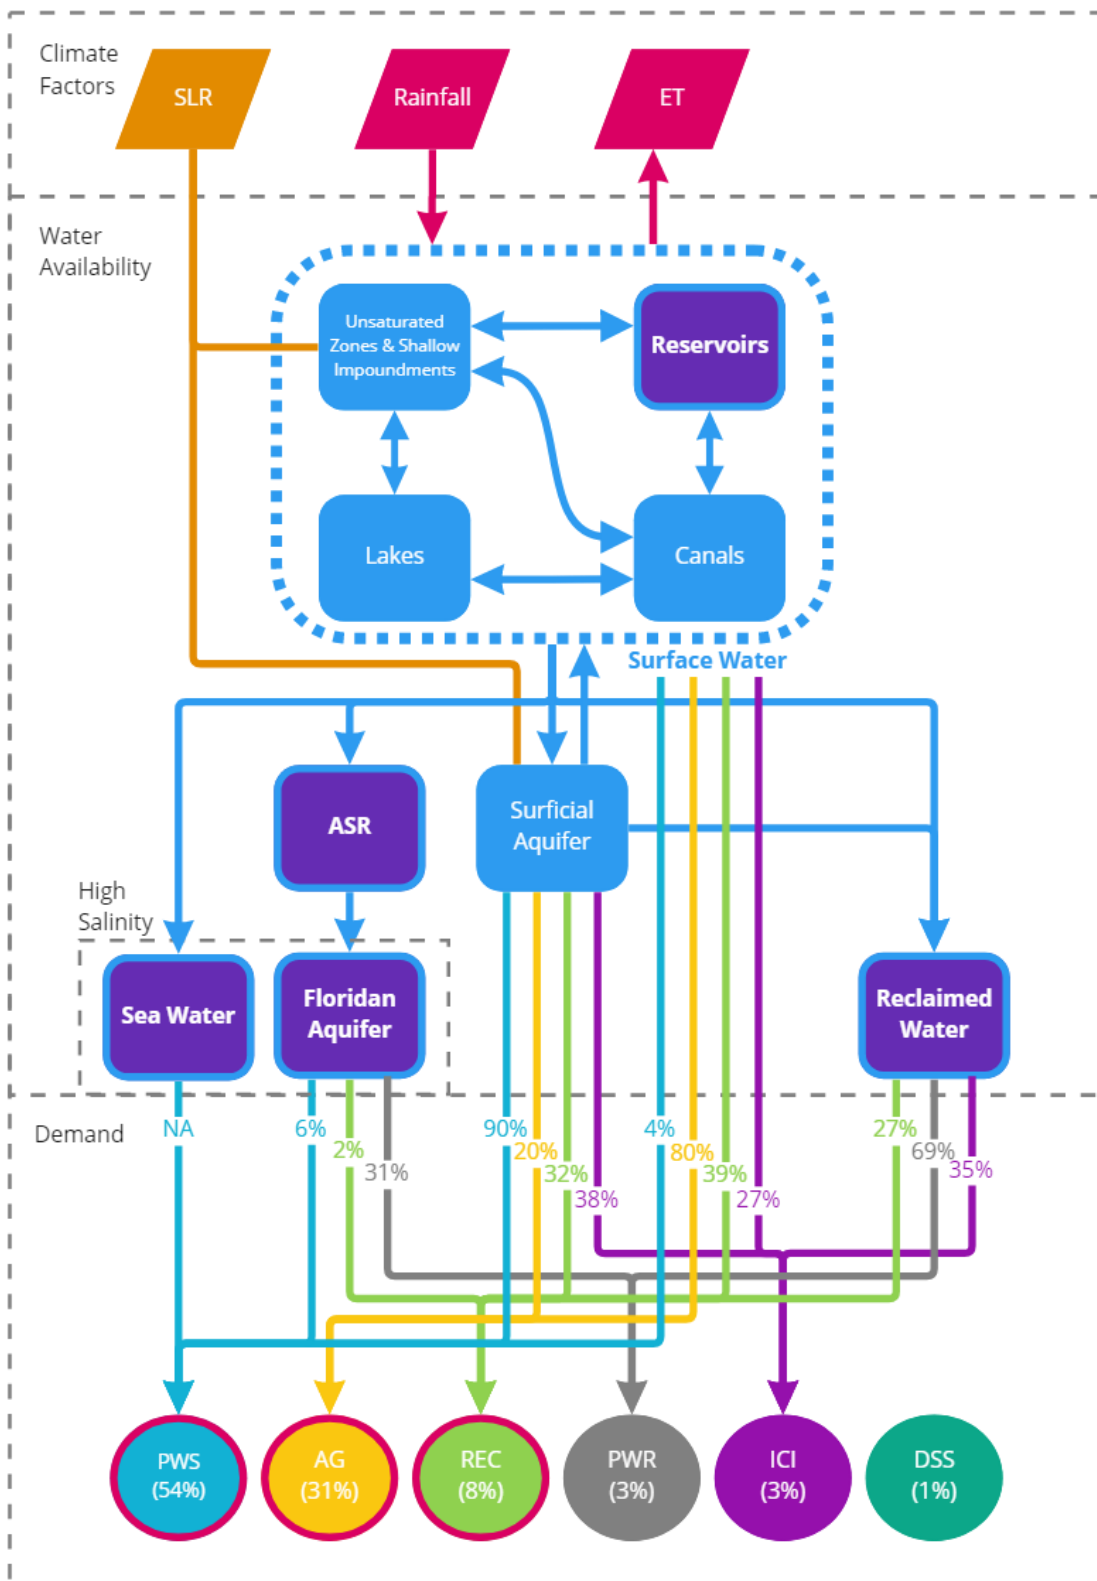 Climate
Factors
SLR
Rainfall
ET
Water
Availability
Unsaturated
Zones & Shallow
Impoundments
Reservoirs
Lakes
Canals
Surface Water
ASR
Surficial
Aquifer
High
Salinity
Sea Water
Floridan
Aquifer
Reclaimed
Water
Demand
NA
6%
2%
31%
90%
20%
32%
38%
4%
80%
39%
27%
27%
69%
35%
PWS
(54%)
AG
(31%)
REC
(8%)
PWR
(3%)
ICI
(3%)
DSS
(1%)